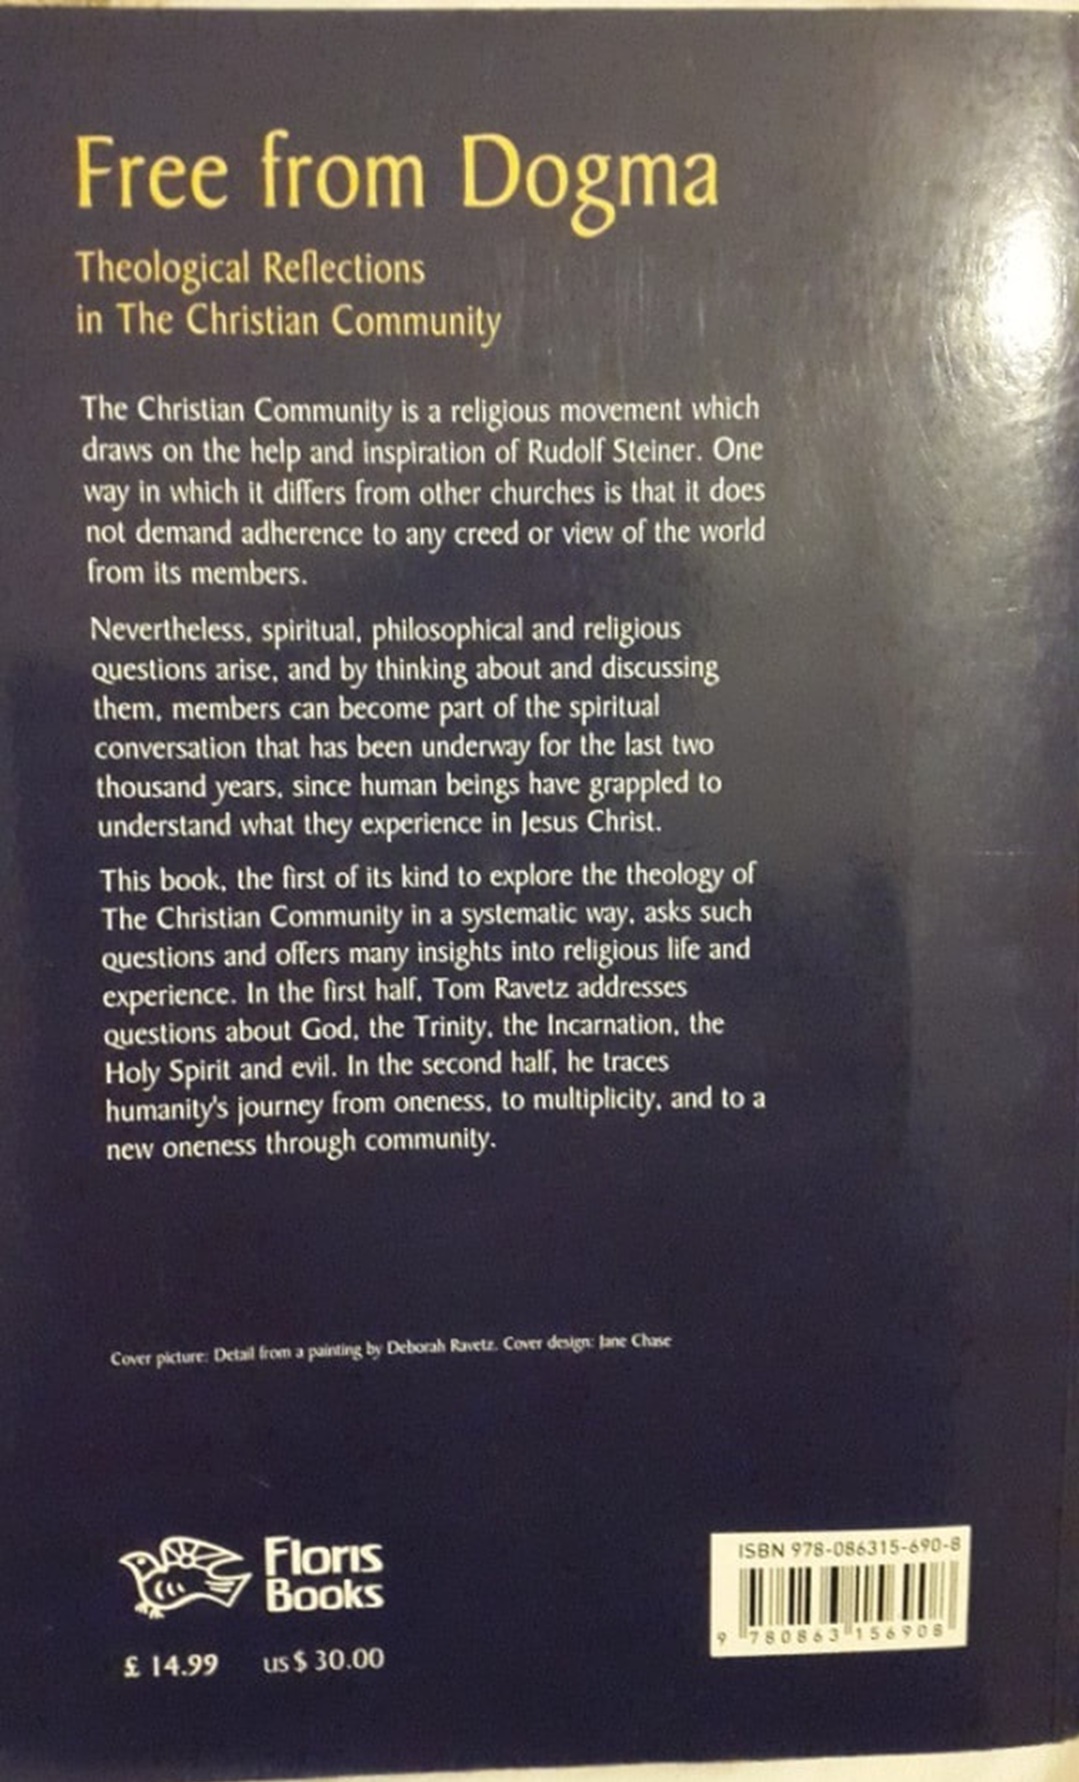 Free from Dogma
Theological Reflections
in The Christian Community
The Christian Community is a religious movement which
draws on the help and inspiration of Rudolf Steiner. One
way in which it differs from other churches is that it does
not demand adherence to any creed or view of the world
from its members.
Nevertheless, spiritual, philosophical and religious
questions arise, and by thinking about and discussing
them, members can become part of the spiritual
conversation that has been underway for the last two
thousand years, since human beings have grappled to
understand what they experience in Jesus Christ.
This book, the first of its kind to explore the theology of
The Christian Community in a systematic way, asks such
questions and offers many insights into religious life and
experience. In the first half, Tom Ravetz addresses
questions about God, the Trinity, the Incarnation, the
Holy Spirit and evil. In the second half, he traces
humanity's journey from oneness, to multiplicity, and to a
new oneness through community.
Cover picture: Detail from a painting by Deborah Ravetz. Cover design: Jane Chase
Floris
Books
£ 14.99 US $ 30.00
ISBN 978-086315-690-8
9 780863 156908